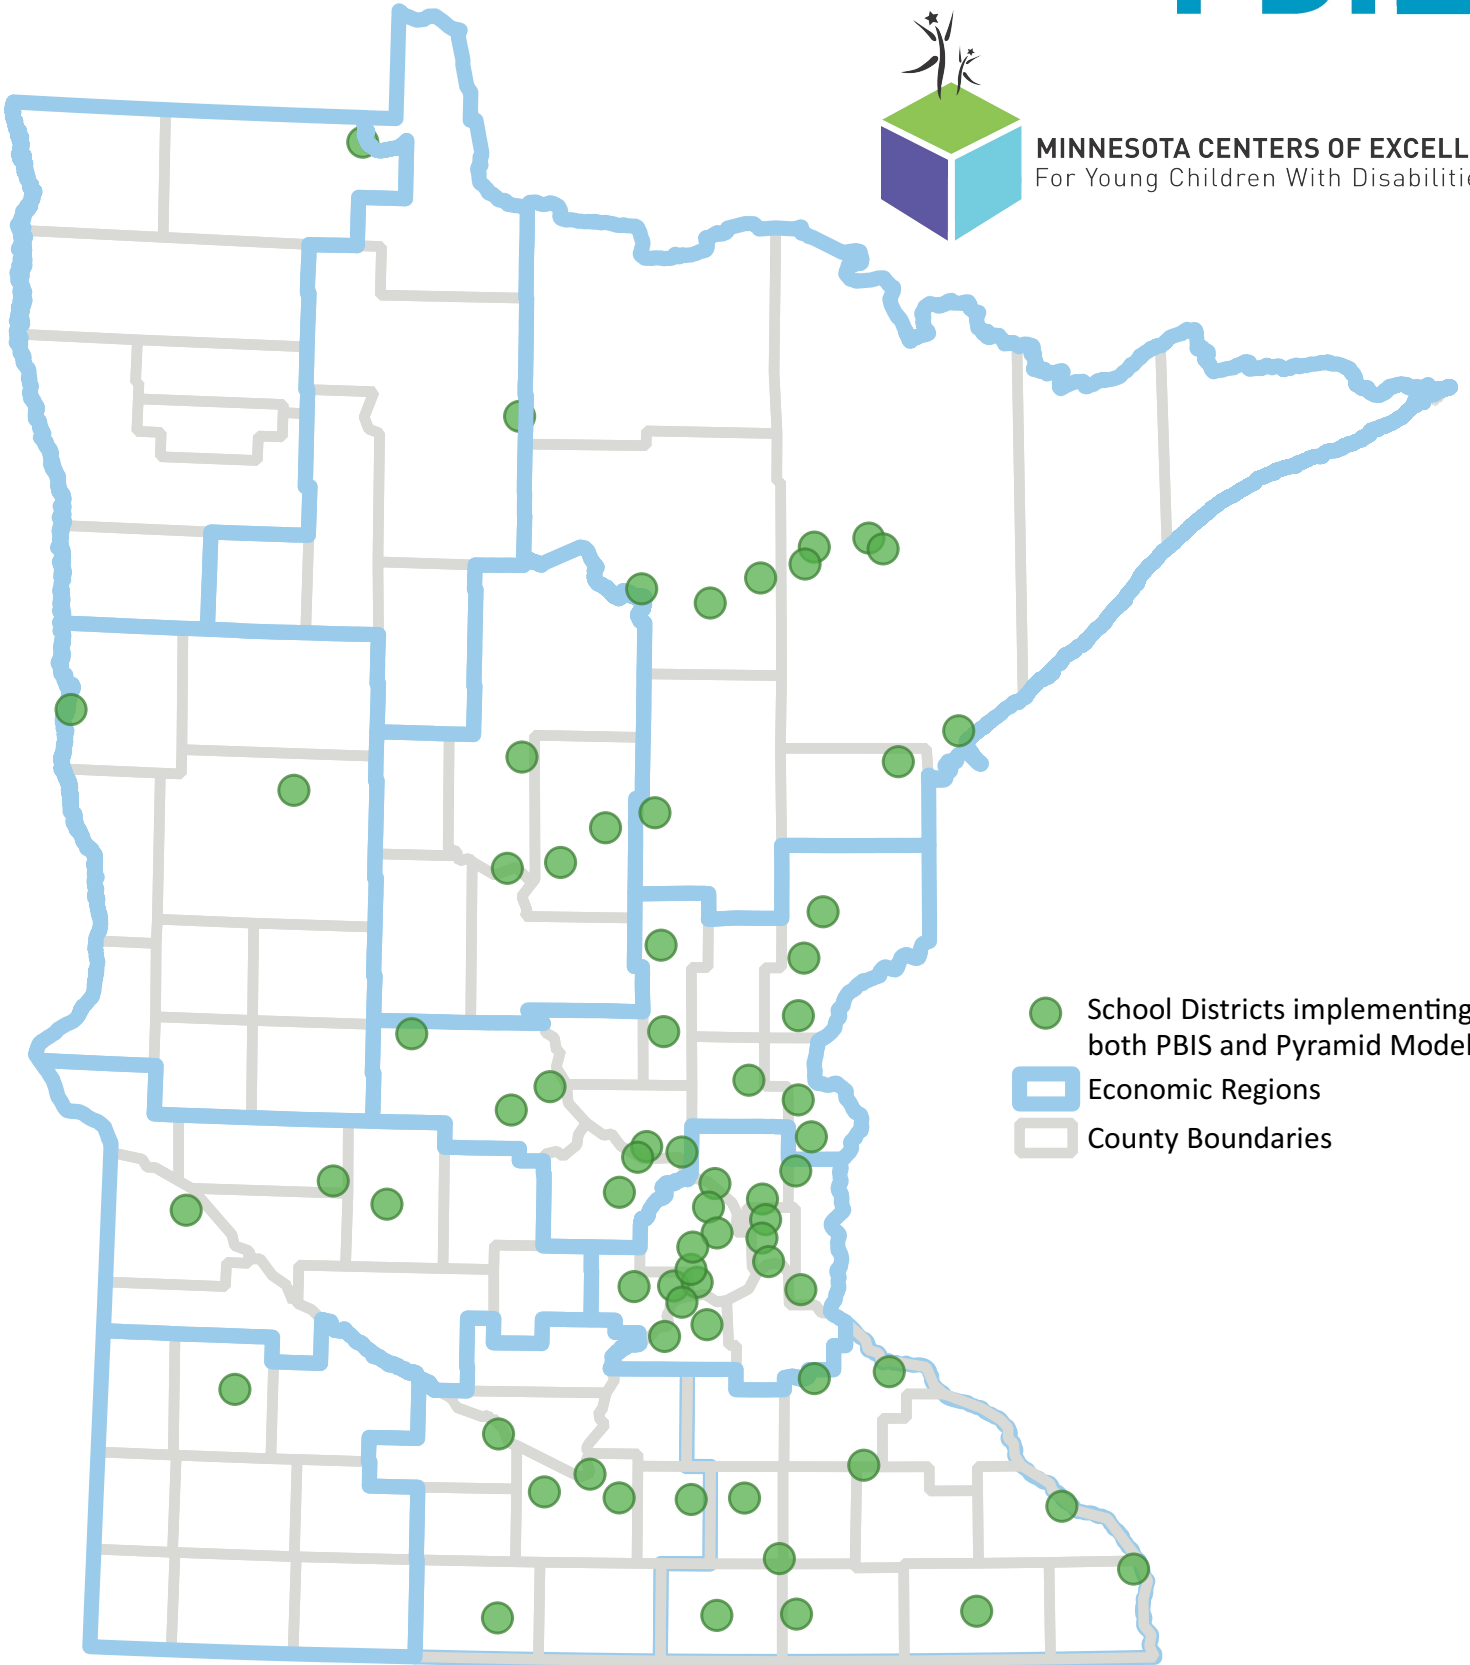 MINNESOTA CENTERS OF EXCELL
For Young Children With Disabilitie
School Districts implementing
both PBIS and Pyramid Model
Economic Regions
County Boundaries